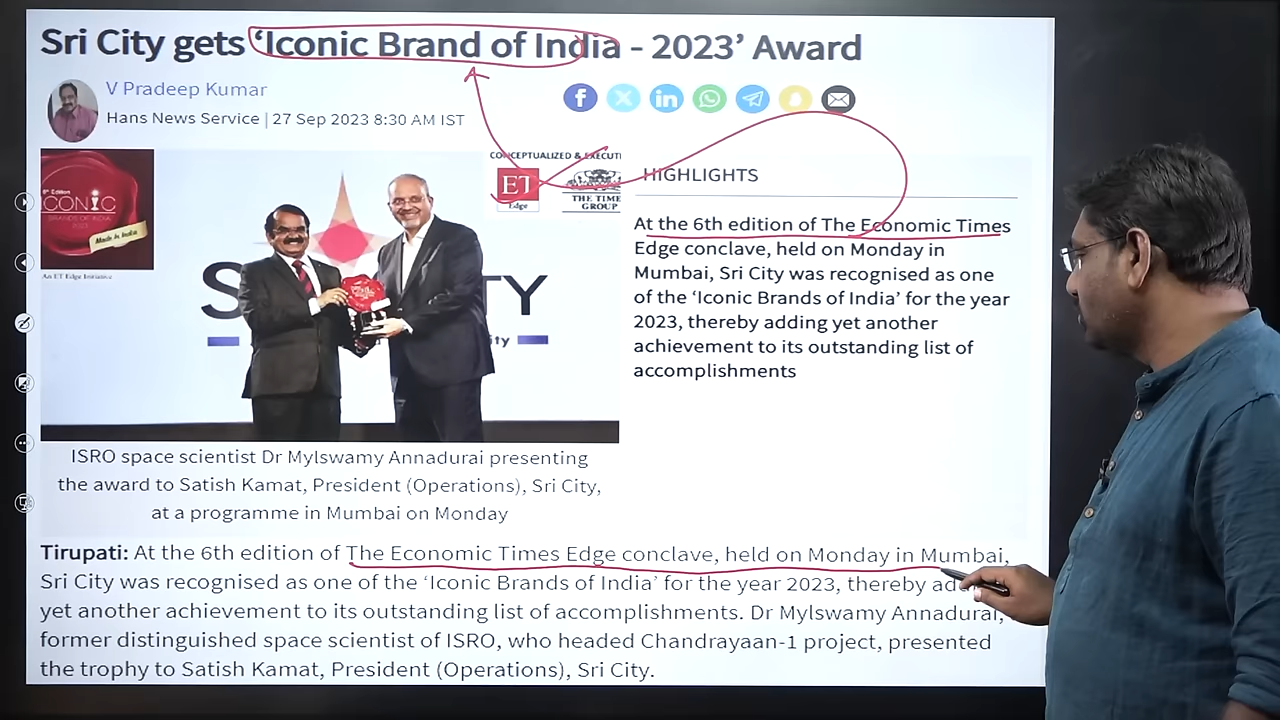 Sri City gets ‘Iconic Brand of India - 2023’ Award
V Pradeep Kumar
Hans News Service | 27 Sep 2023 8:30 AM IST
CONCEPTUALIZED &
ET
Edge
THE
GROUP
ICONIC
BRANDS OF INDIA
Made in India
An ET Edge Initiative
HIGHLIGHTS
At the 6th edition of The Economic Times
Edge conclave, held on Monday in
Mumbai, Sri City was recognised as one
of the ‘Iconic Brands of India’ for the year
2023, thereby adding yet another
achievement to its outstanding list of
accomplishments
ISRO space scientist Dr Mylswamy Annadurai presenting
the award to Satish Kamat, President (Operations), Sri City,
at a programme in Mumbai on Monday
Tirupati: At the 6th edition of The Economic Times Edge conclave, held on Monday in Mumbai,
Sri City was recognised as one of the ‘Iconic Brands of India’ for the year 2023, thereby
yet another achievement to its outstanding list of accomplishments. Dr Mylswamy Annadurai,
former distinguished space scientist of ISRO, who headed Chandrayaan-1 project, presented
the trophy to Satish Kamat, President (Operations), Sri City.